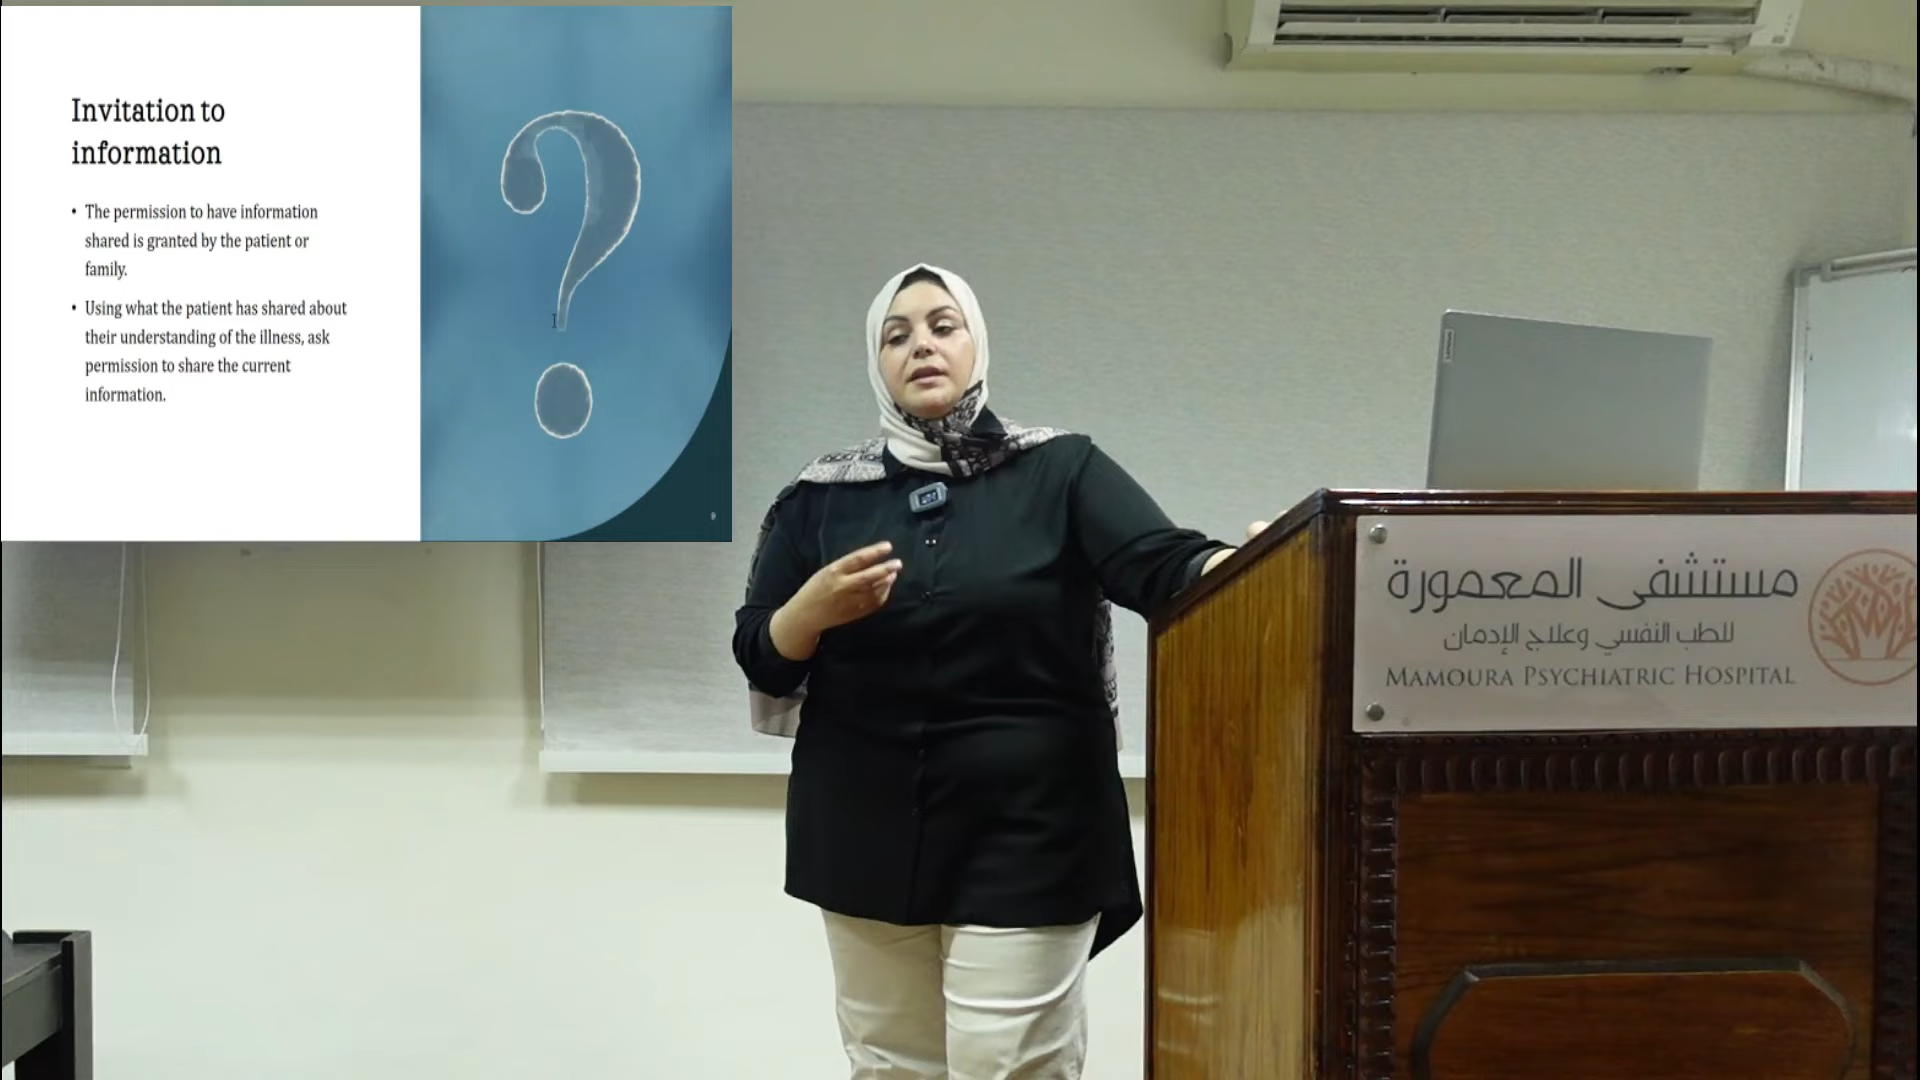 Invitation to
information
• The permission to have information
shared is granted by the patient or
family.
• Using what the patient has shared about
their understanding of the illness, ask
permission to share the current
information.
9
Lenovo
مستشفى المعمورة
للطب النفسي وعلاج الإدمان
MAMOURA PSYCHIATRIC HOSPITAL